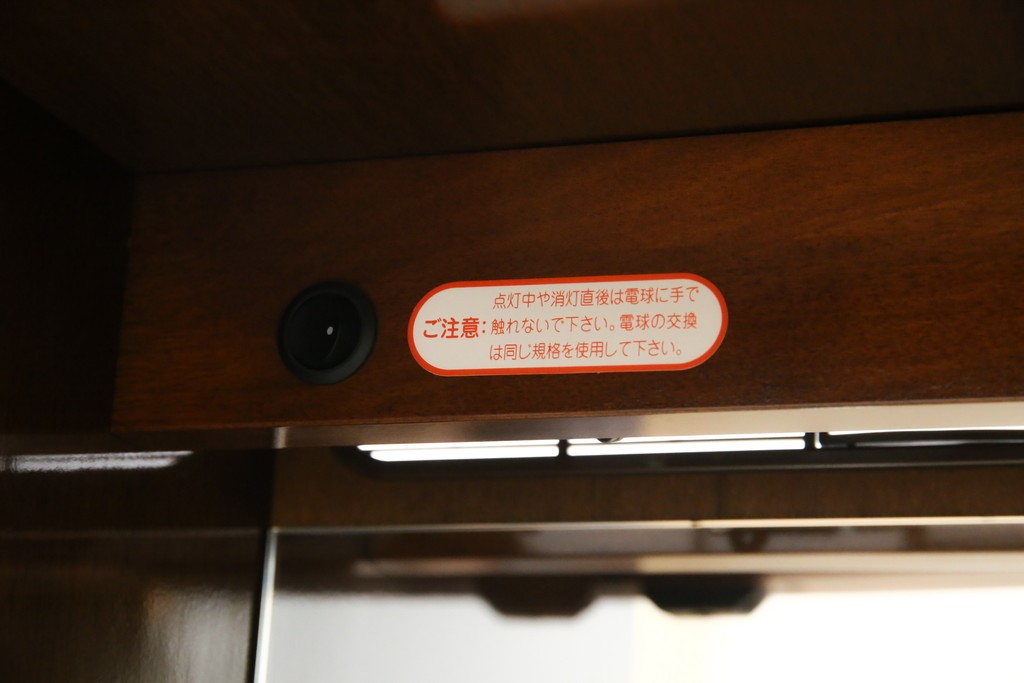 点灯中や消灯直後は電球に手で
ご注意：触れないで下さい。電球の交換
は同じ規格を使用して下さい。